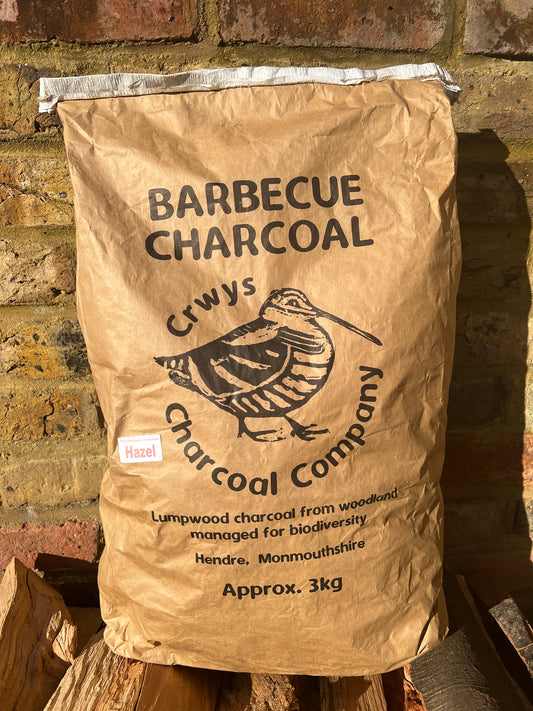 BARBECUE
CHARCOAL
Crwys
Charcoal Company
Hazel
Lumpwood charcoal from woodland
managed for biodiversity
Hendre, Monmouthshire
Approx. 3kg